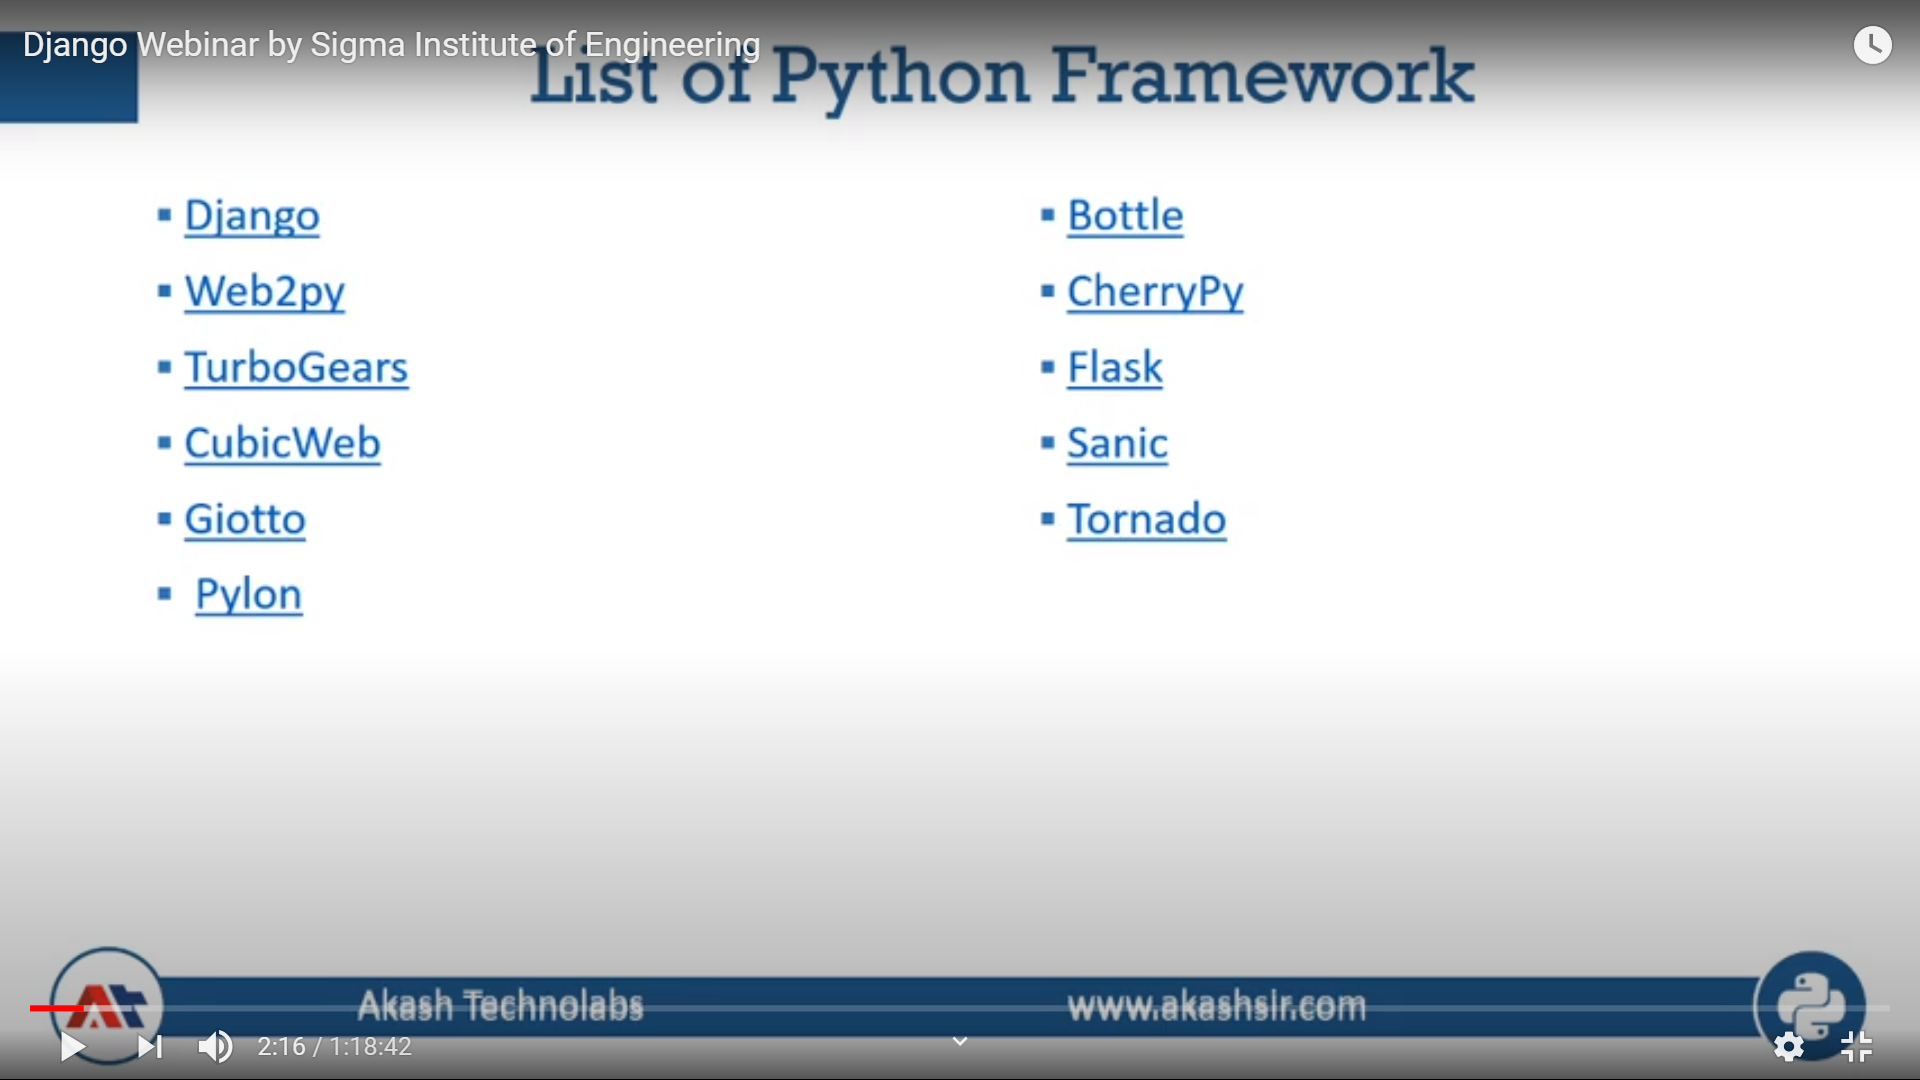 Django Webinar by Sigma Institute of Engineering
List of Python Framework
Django
Web2py
TurboGears
CubicWeb
Giotto
Pylon
Bottle
CherryPy
Flask
Sanic
Tornado
Akash Technolabs
www.akashsir.com
2:16 / 1:18:42